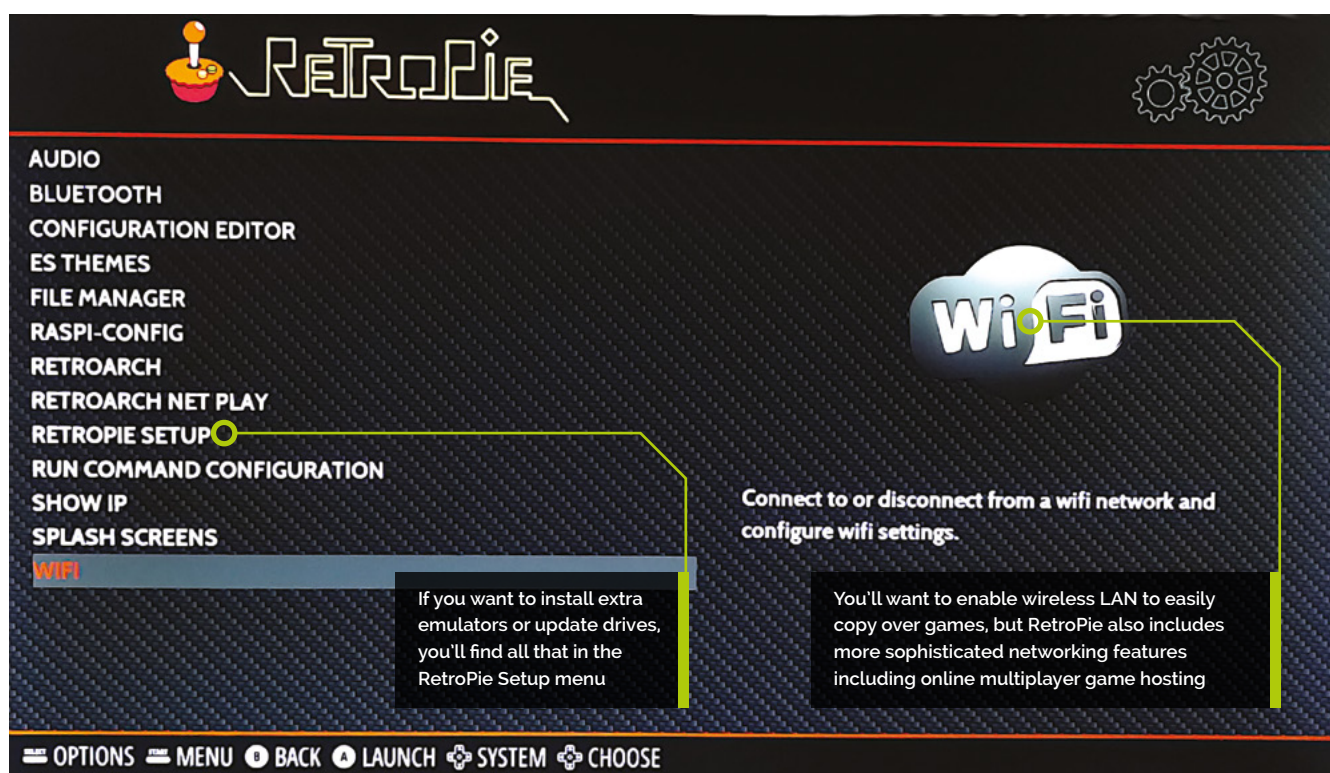 RETROPIE
AUDIO
BLUETOOTH
CONFIGURATION EDITOR
ES THEMES
FILE MANAGER
RASPI-CONFIG
RETROARCH
RETROARCH NET PLAY
RETROPIE SETUP
RUN COMMAND CONFIGURATION
SHOW IP
SPLASH SCREENS
WIFI
Wi Fi
Connect to or disconnect from a wifi network and
configure wifi settings.
If you want to install extra
emulators or update drives,
you’ll find all that in the
RetroPie Setup menu
You’ll want to enable wireless LAN to easily
copy over games, but RetroPie also includes
more sophisticated networking features
including online multiplayer game hosting
SELECT OPTIONS START MENU B BACK A LAUNCH SYSTEM CHOOSE